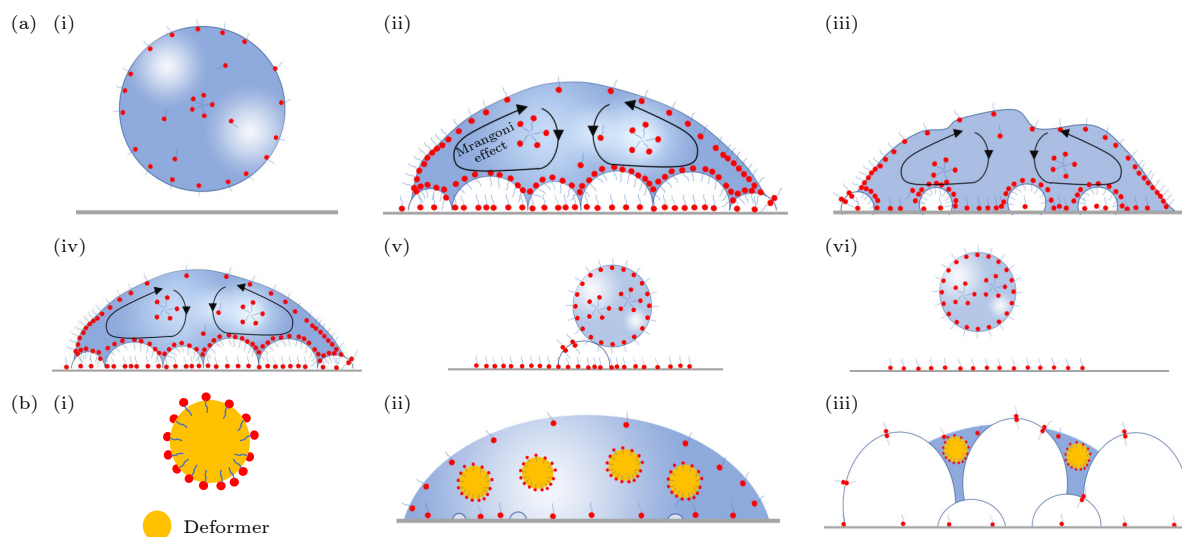 (a) (i) (ii) (iii)
Mrangoni
effect
(iv) (v) (vi)
(b) (i) (ii) (iii)
Deformer